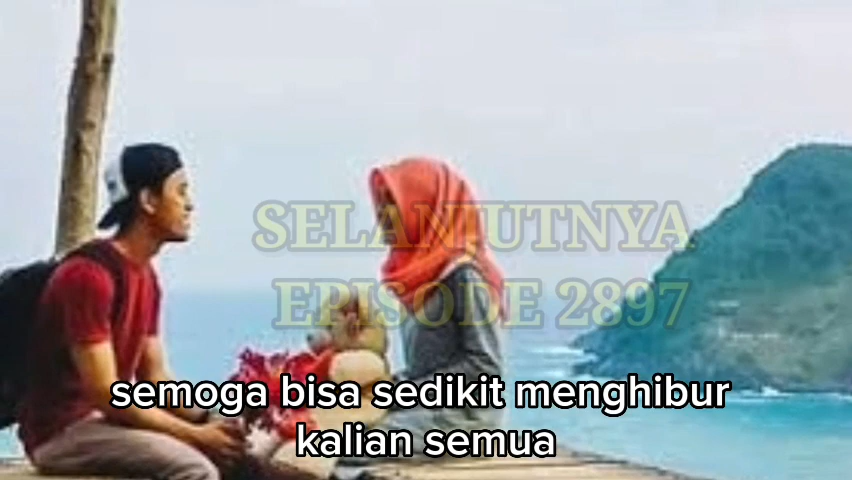 SELANJUTNYA
EPISODE 2897
semoga bisa sedikit menghibur
kalian semua